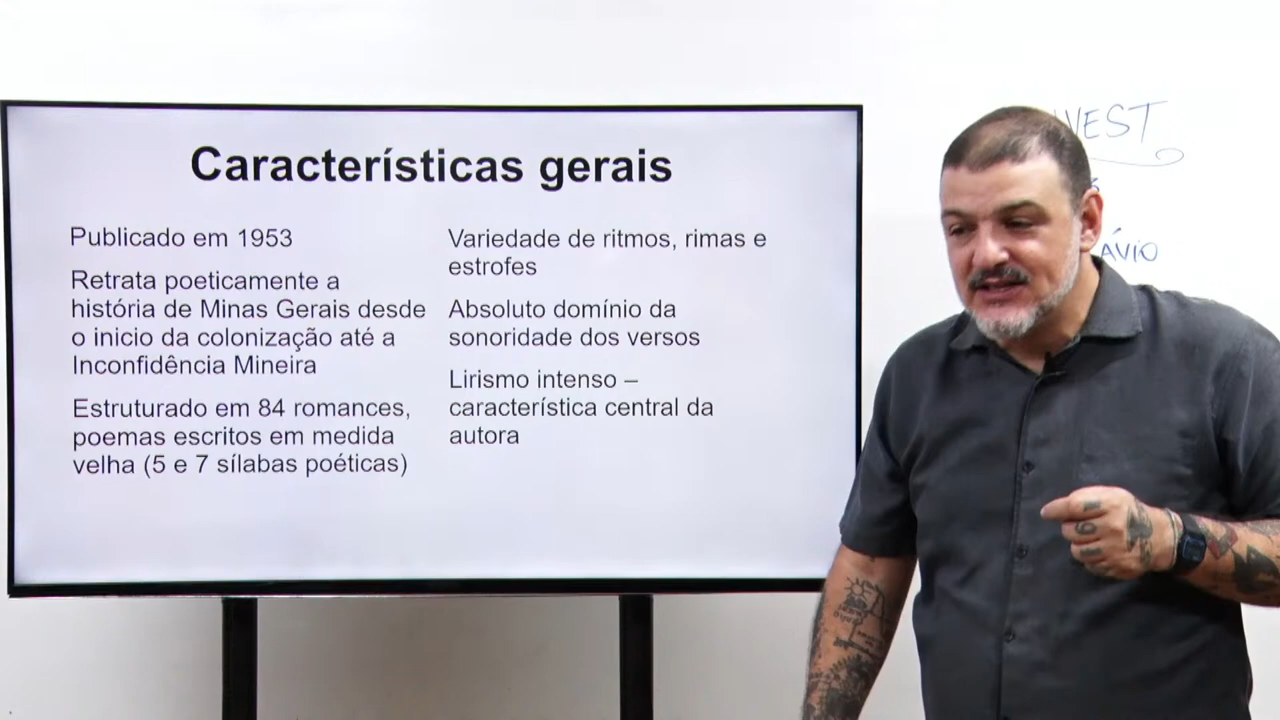 Características gerais
Publicado em 1953
Retrata poeticamente a
história de Minas Gerais desde
o inicio da colonização até a
Inconfidência Mineira
Estruturado em 84 romances,
poemas escritos em medida
velha (5 e 7 sílabas poéticas)
Variedade de ritmos, rimas e
estrofes
Absoluto domínio da
sonoridade dos versos
Lirismo intenso –
característica central da
autora
VEST
ÁVIO